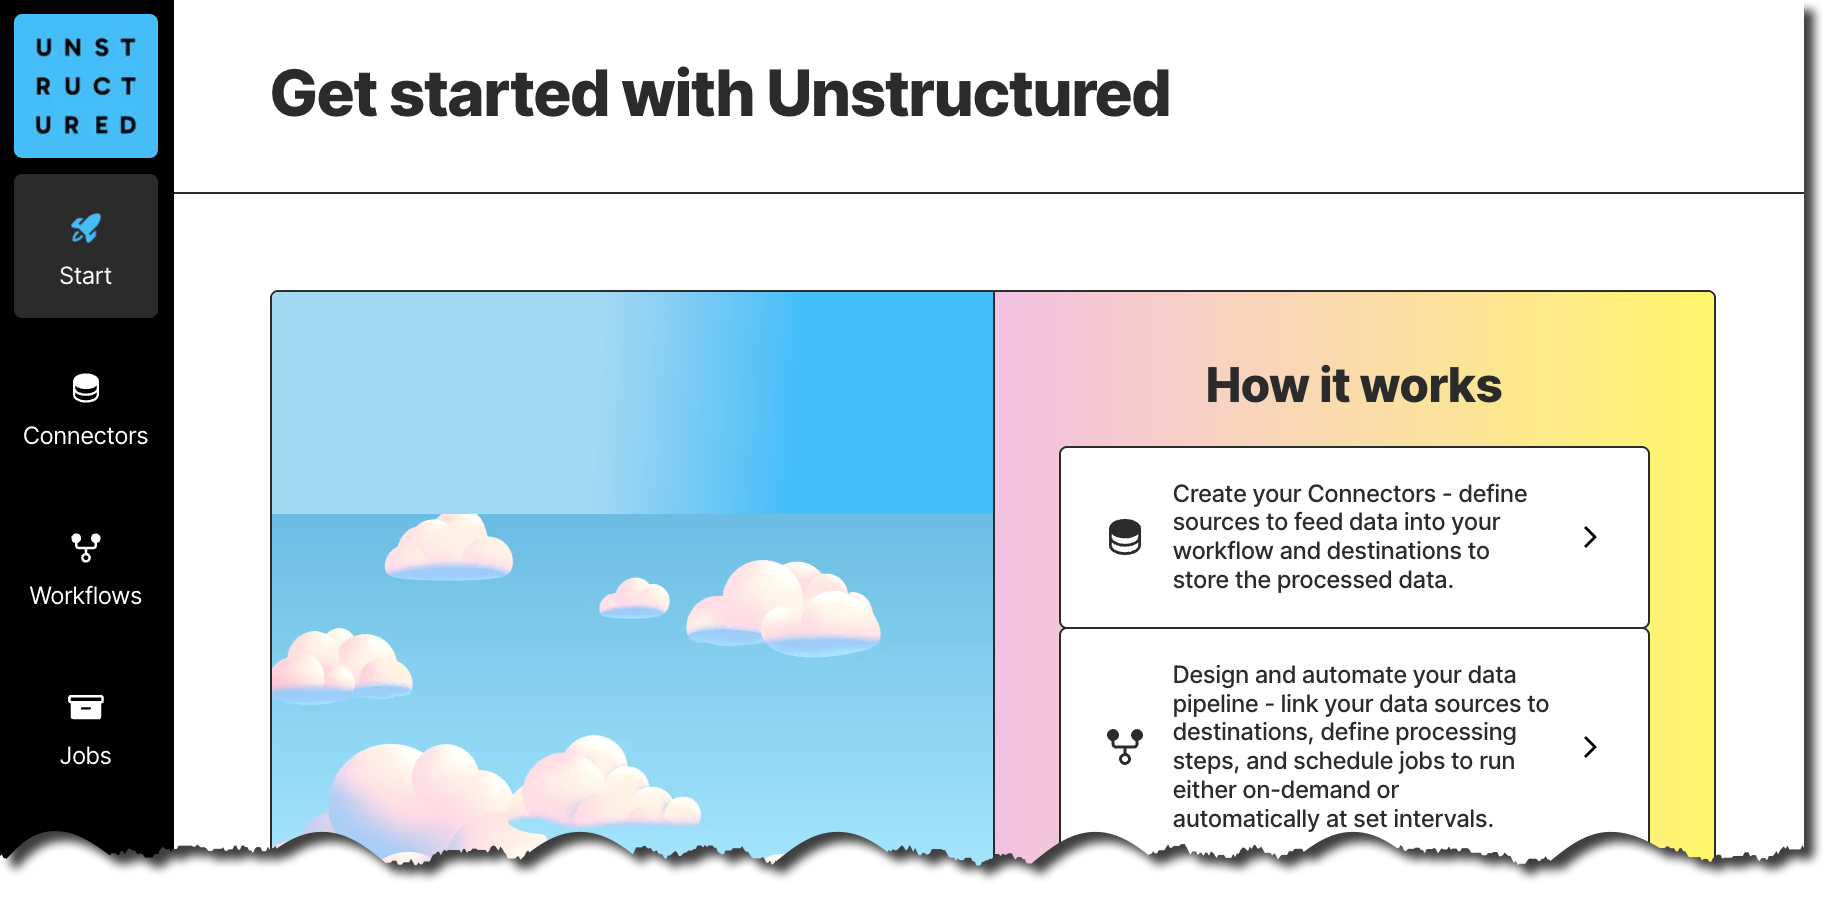 UNST
RUCT
URED
Start
Connectors
Workflows
Jobs
Get started with Unstructured
How it works
Create your Connectors - define
sources to feed data into your
workflow and destinations to
store the processed data.
Design and automate your data
pipeline - link your data sources to
destinations, define processing
steps, and schedule jobs to run
either on-demand or
automatically at set intervals.